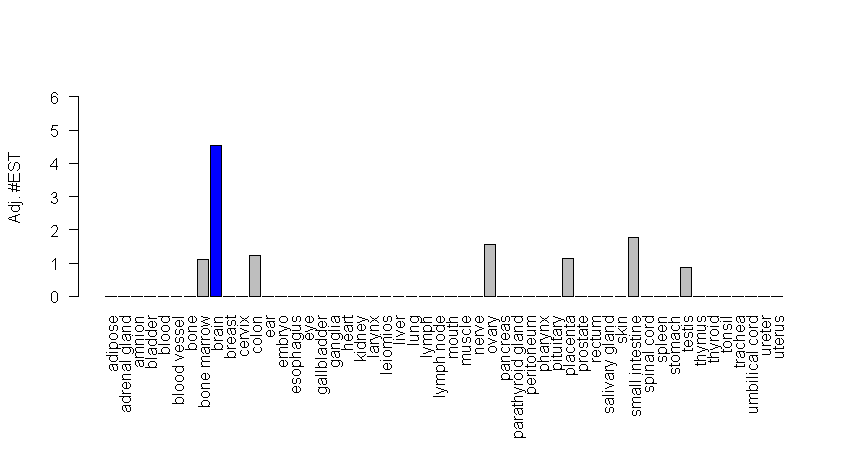 Adj. #EST
6
5
4
3
2
1
0
adipose
adrenal gland
amnion
bladder
blood
blood vessel
bone
bone marrow
brain
breast
cervix
colon
ear
embryo
esophagus
eye
gallbladder
ganglia
heart
kidney
larynx
leiomios
liver
lung
lymph
lymph node
mouth
muscle
nerve
ovary
pancreas
parathyroid gland
peritoneum
pharynx
pituitary
placenta
prostate
rectum
salivary gland
skin
small intestine
spinal cord
spleen
stomach
testis
thymus
thyroid
tonsil
trachea
umbilical cord
ureter
uterus